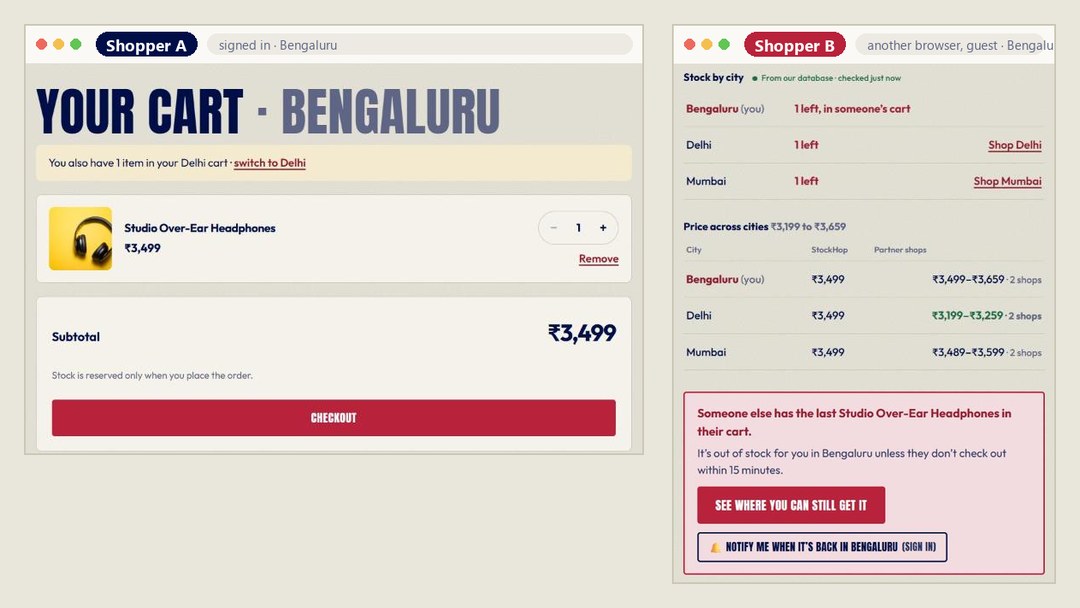 Shopper A
signed in · Bengaluru
YOUR CART · BENGALURU
You also have 1 item in your Delhi cart · switch to Delhi
Studio Over-Ear Headphones
₹3,499
− 1 +
Remove
Subtotal
₹3,499
Stock is reserved only when you place the order.
CHECKOUT
Shopper B
another browser, guest · Bengalu
Stock by city ● From our database · checked just now
Bengaluru (you) 1 left, in someone's cart
Delhi 1 left Shop Delhi
Mumbai 1 left Shop Mumbai
Price across cities ₹3,199 to ₹3,659
City StockHop Partner shops
Bengaluru (you) ₹3,499 ₹3,499–₹3,659 · 2 shops
Delhi ₹3,499 ₹3,199–₹3,259 · 2 shops
Mumbai ₹3,499 ₹3,489–₹3,599 · 2 shops
Someone else has the last Studio Over-Ear Headphones in
their cart.
It's out of stock for you in Bengaluru unless they don't check out
within 15 minutes.
SEE WHERE YOU CAN STILL GET IT
🔔 NOTIFY ME WHEN IT'S BACK IN BENGALURU (SIGN IN)